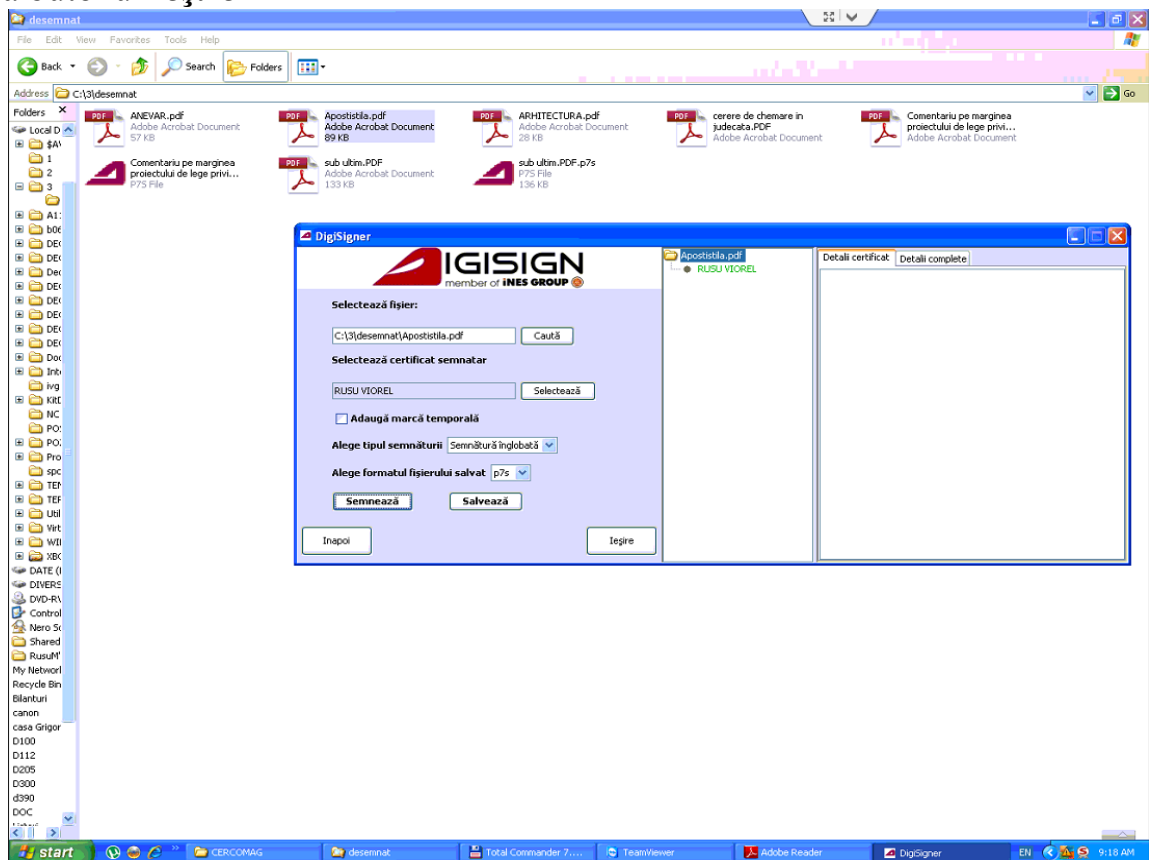 desemnat
File Edit View Favorites Tools Help
Back Search Folders
Address C:\3\desemnat Go
Folders
Local D
1
2
3
ivg
NC
spc
DATE (
Control
Shared
My Networl
Recycle Bin
Bilanturi
canon
casa Grigor
D100
D112
D205
D300
d390
DOC
ANEVAR.pdf
Adobe Acrobat Document
57 KB
Apostistila.pdf
Adobe Acrobat Document
89 KB
ARHITECTURA.pdf
Adobe Acrobat Document
28 KB
cerere de chemare in
judecata.PDF
Adobe Acrobat Document
Comentariu pe marginea
proiectului de lege privi...
Adobe Acrobat Document
Comentariu pe marginea
proiectului de lege privi...
P7S File
sub ultim.PDF
Adobe Acrobat Document
133 KB
sub ultim.PDF.p7s
P7S File
136 KB
DigiSigner
IGISIGN
member of iNES GROUP
Selectează fișier:
C:\3\desemnat\Apostistila.pdf Caută
Selectează certificat semnatar
RUSU VIOREL Selectează
Adaugă marcă temporală
Alege tipul semnăturii Semnătură înglobată
Alege formatul fișierului salvat p7s
Semnează Salvează
Inapoi Ieșire
Apostistila.pdf
RUSU VIOREL
Detalii certificat Detalii complete
start CERCOMAG desemnat Total Commander 7.... TeamViewer Adobe Reader DigiSigner EN 9:18 AM